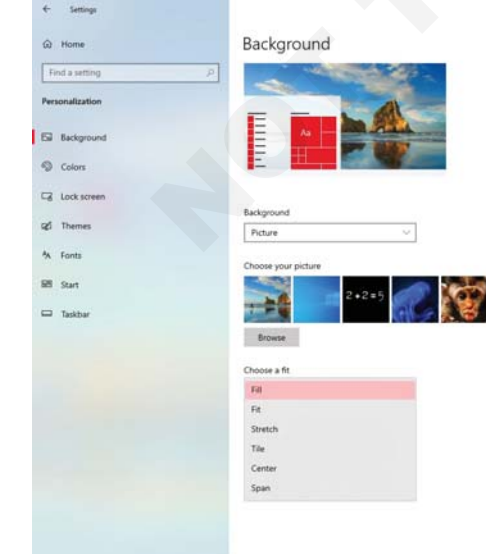 Settings
Home
Find a setting
Personalization
Background
Colors
Lock screen
Themes
Fonts
Start
Taskbar
Background
Aa
Background
Picture
Choose your picture
2+2=5
Browse
Choose a fit
Fill
Fit
Stretch
Tile
Center
Span